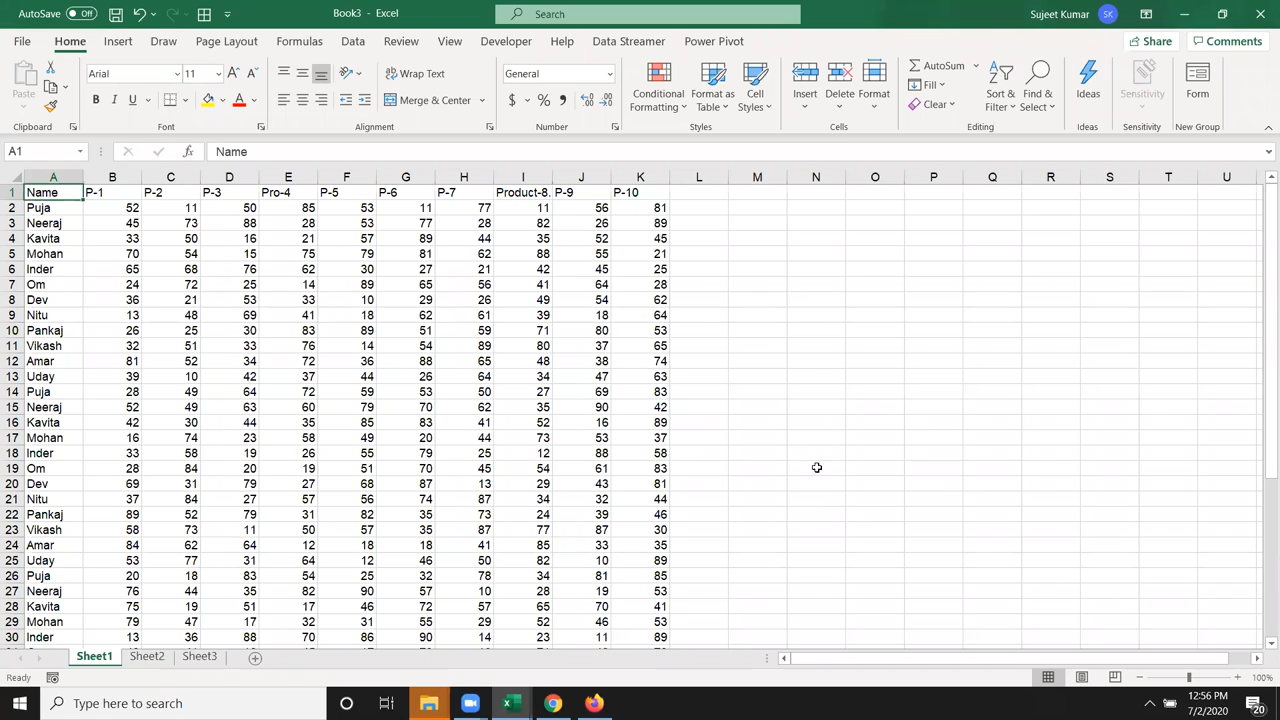 AutoSave Off Book3 - Excel Search Sujeet Kumar SK
File Home Insert Draw Page Layout Formulas Data Review View Developer Help Data Streamer Power Pivot Share Comments
Paste Arial 11 Wrap Text General Conditional Formatting Format as Table Cell Styles Insert Delete Format AutoSum Fill Clear Sort & Filter Find & Select Ideas Sensitivity Form
B I U Merge & Center $ % ,
Clipboard Font Alignment Number Styles Cells Editing Ideas Sensitivity New Group
A1 fx Name
A B C D E F G H I J K L M N O P Q R S T U
1 Name P-1 P-2 P-3 Pro-4 P-5 P-6 P-7 Product-8. P-9 P-10
2 Puja 52 11 50 85 53 11 77 11 56 81
3 Neeraj 45 73 88 28 53 77 28 82 26 89
4 Kavita 33 50 16 21 57 89 44 35 52 45
5 Mohan 70 54 15 75 79 81 62 88 55 21
6 Inder 65 68 76 62 30 27 21 42 45 25
7 Om 24 72 25 14 89 65 56 41 64 28
8 Dev 36 21 53 33 10 29 26 49 54 62
9 Nitu 13 48 69 41 18 62 61 39 18 64
10 Pankaj 26 25 30 83 89 51 59 71 80 53
11 Vikash 32 51 33 76 14 54 89 80 37 65
12 Amar 81 52 34 72 36 88 65 48 38 74
13 Uday 39 10 42 37 44 26 64 34 47 63
14 Puja 28 49 64 72 59 53 50 27 69 83
15 Neeraj 52 49 63 60 79 70 62 35 90 42
16 Kavita 42 30 44 35 85 83 41 52 16 89
17 Mohan 16 74 23 58 49 20 44 73 53 37
18 Inder 33 58 19 26 55 79 25 12 88 58
19 Om 28 84 20 19 51 70 45 54 61 83
20 Dev 69 31 79 27 68 87 13 29 43 81
21 Nitu 37 84 27 57 56 74 87 34 32 44
22 Pankaj 89 52 79 31 82 35 73 24 39 46
23 Vikash 58 73 11 50 57 35 87 77 87 30
24 Amar 84 62 64 12 18 18 41 85 33 35
25 Uday 53 77 31 64 12 46 50 82 10 89
26 Puja 20 18 83 54 25 32 78 34 81 85
27 Neeraj 76 44 35 82 90 57 10 28 19 53
28 Kavita 75 19 51 17 46 72 57 65 70 41
29 Mohan 79 47 17 32 31 55 29 52 46 53
30 Inder 13 36 88 70 86 90 14 23 11 89
Sheet1 Sheet2 Sheet3
Ready 100%
Type here to search 12:56 PM
7/2/2020 20